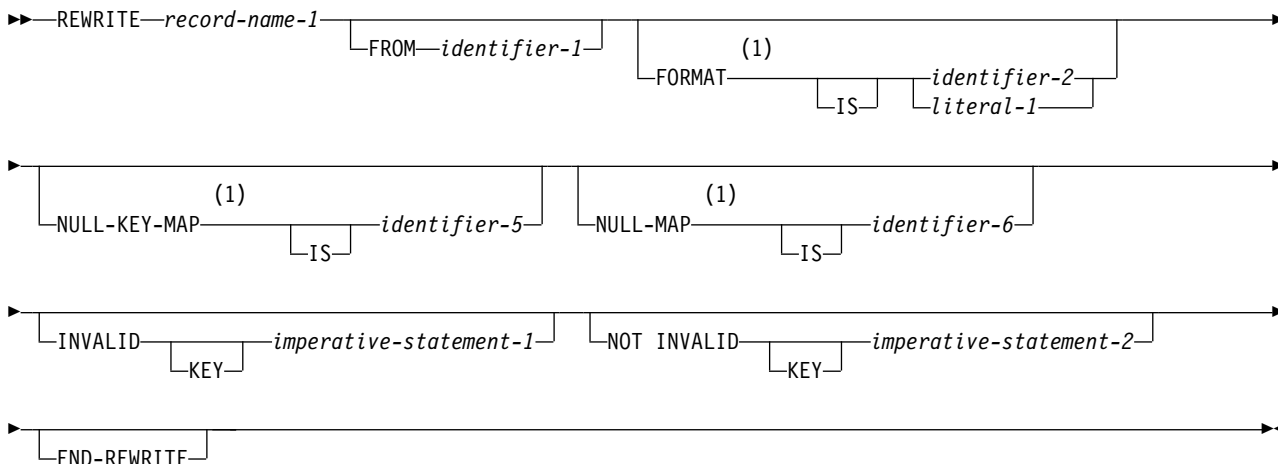 REWRITE record-name-1
FROM identifier-1
(1)
FORMAT identifier-2
IS literal-1
(1) (1)
NULL-KEY-MAP identifier-5 NULL-MAP identifier-6
IS IS
INVALID imperative-statement-1 NOT INVALID imperative-statement-2
KEY KEY
END-REWRITE